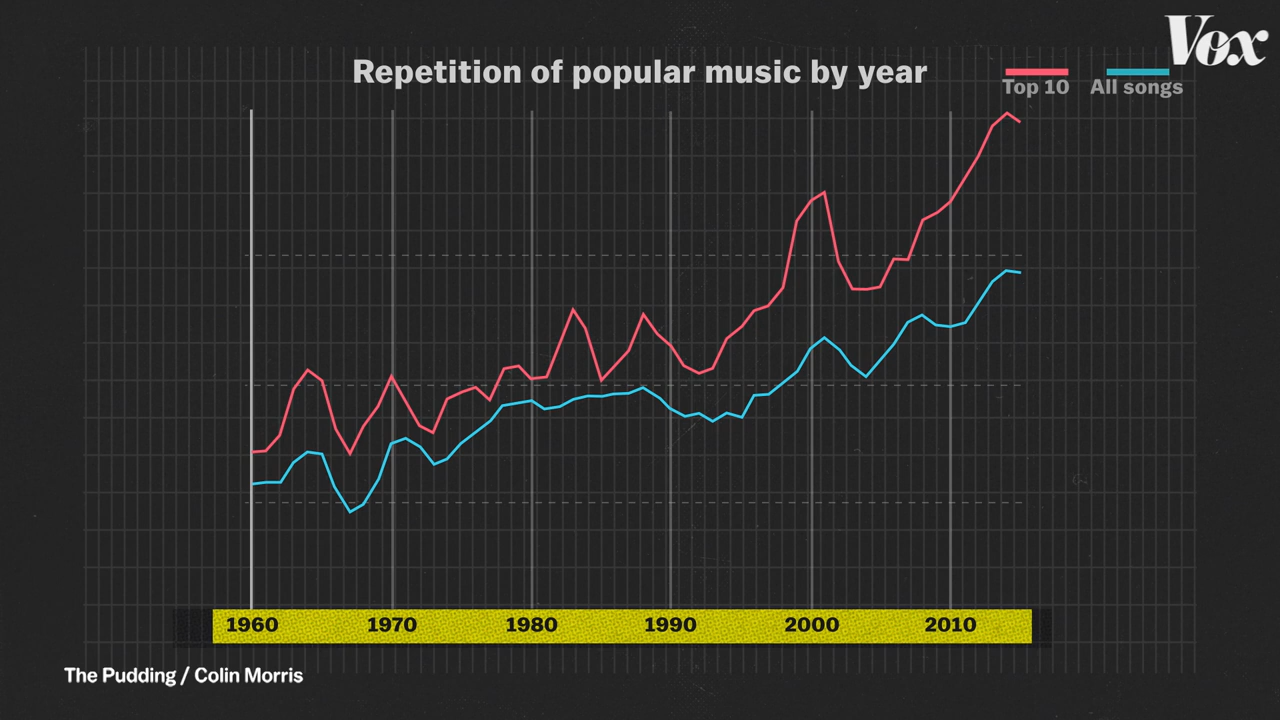 Vox
Repetition of popular music by year
Top 10 All songs
1960 1970 1980 1990 2000 2010
The Pudding / Colin Morris